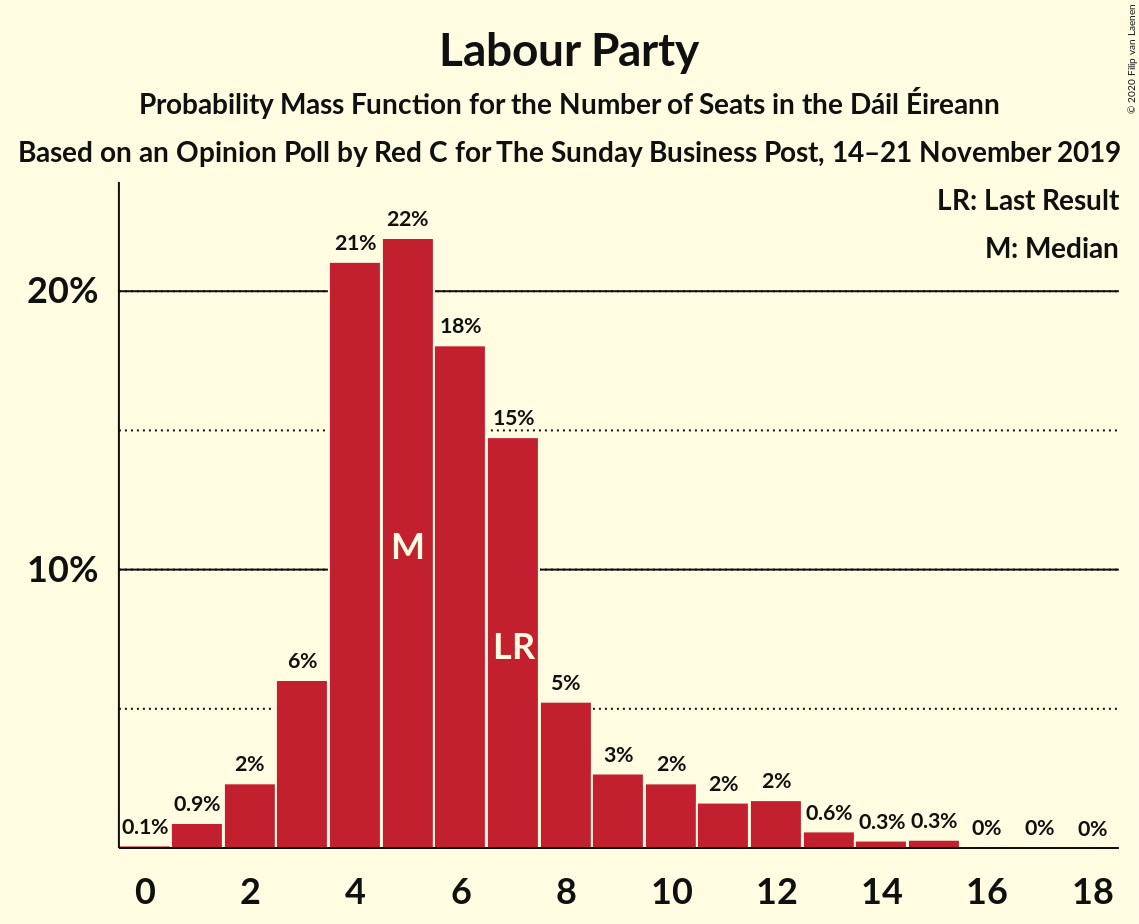 Labour Party
Probability Mass Function for the Number of Seats in the Dáil Éireann
Based on an Opinion Poll by Red C for The Sunday Business Post, 14–21 November 2019
© 2020 Filip van Laenen
LR: Last Result
M: Median
20%
10%
0.1%
0.9%
2%
6%
21%
22%
18%
15%
5%
3%
2%
2%
2%
0.6%
0.3%
0.3%
0%
0%
0%
M
LR
0 2 4 6 8 10 12 14 16 18